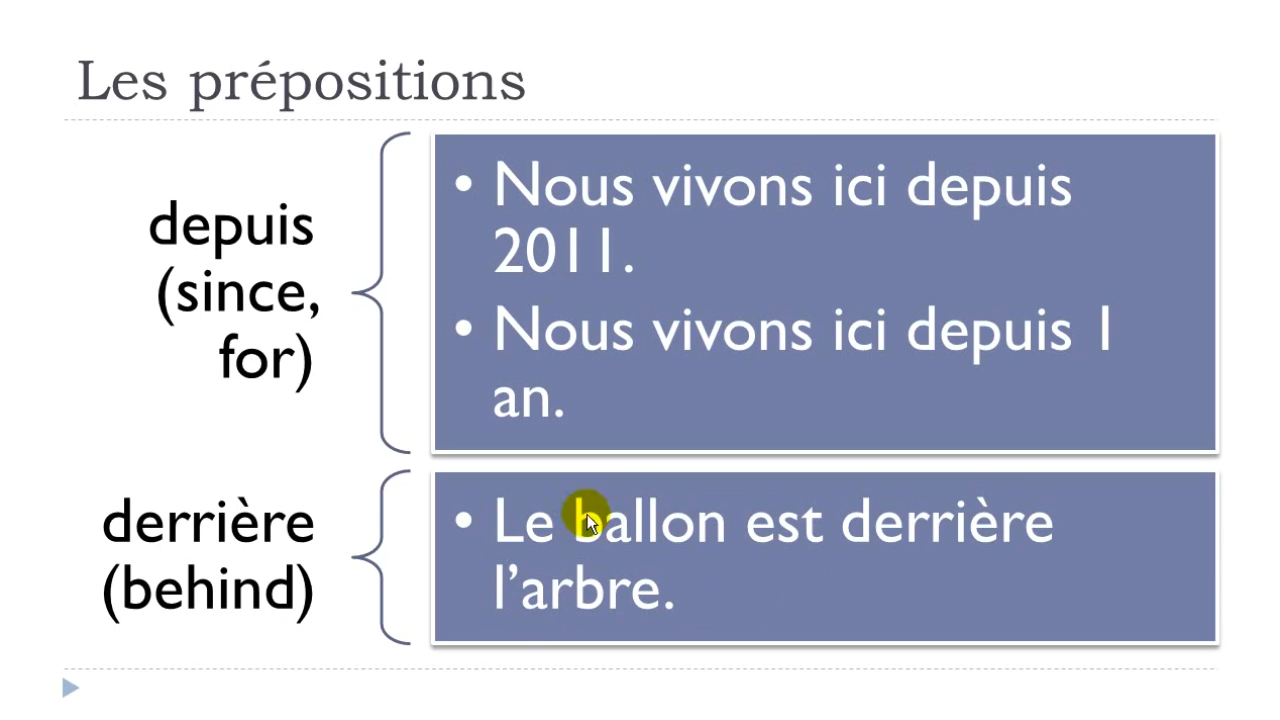 Les prépositions
depuis
(since,
for)
• Nous vivons ici depuis
2011.
• Nous vivons ici depuis 1
an.
derrière
(behind)
• Le ballon est derrière
l’arbre.